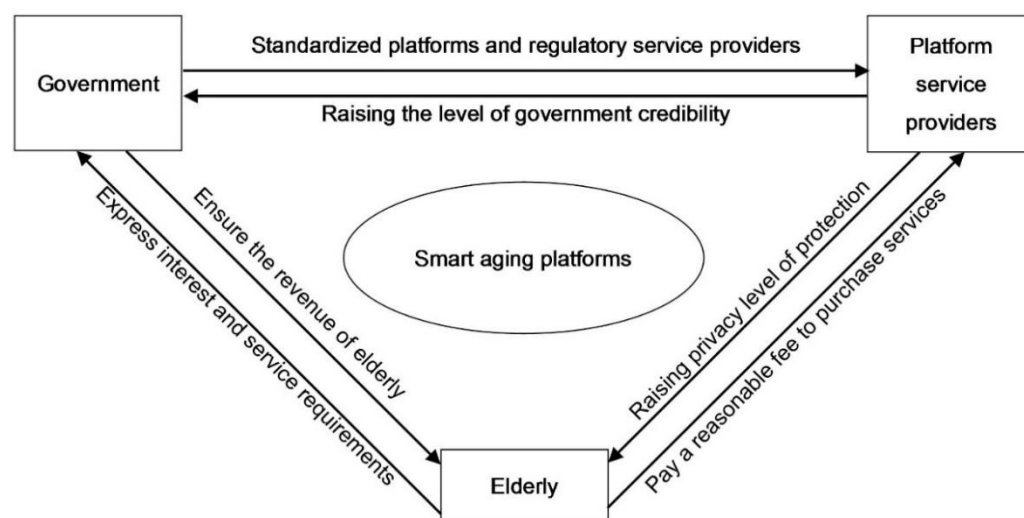 Standardized platforms and regulatory service providers
Government
Platform
service
providers
Raising the level of government credibility
Ensure the revenue of elderly
Express interest and service requirements
Smart aging platforms
Raising privacy level of protection
Pay a reasonable fee to purchase services
Elderly